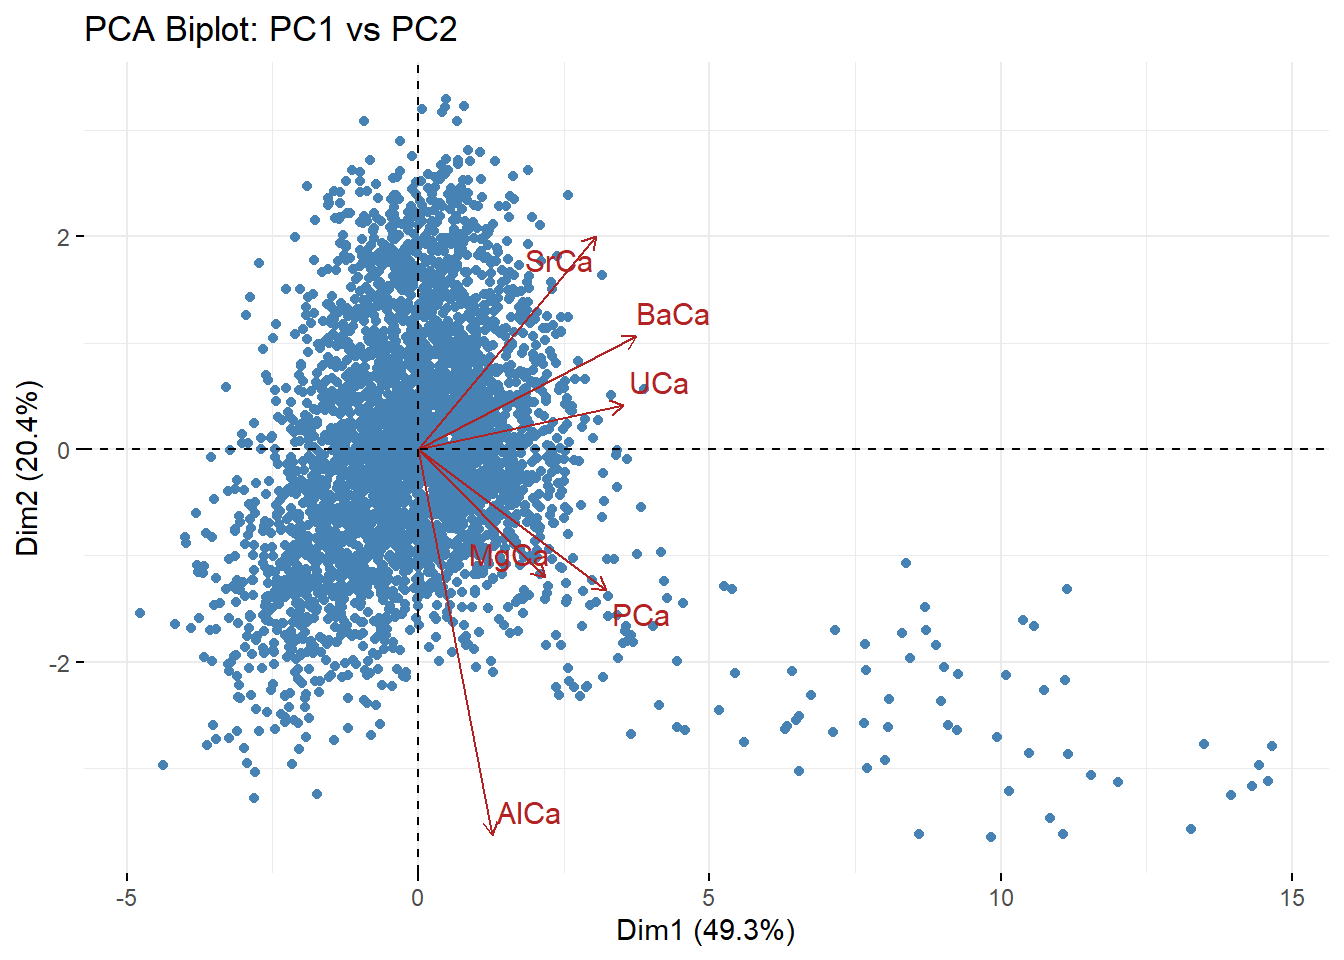 PCA Biplot: PC1 vs PC2
Dim2 (20.4%)
2
0
-2
SrCa
BaCa
UCa
MgCa
PCa
AlCa
-5
0
5
10
15
Dim1 (49.3%)